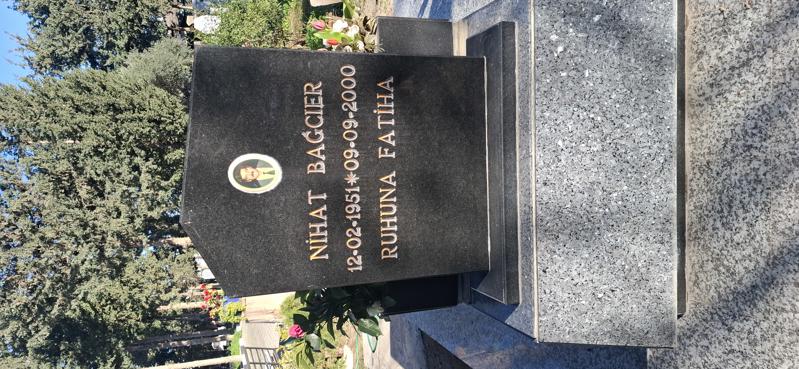 NİHAT BAĞCIER
12-02-1951*09-09-2000
RUHUNA FATİHA